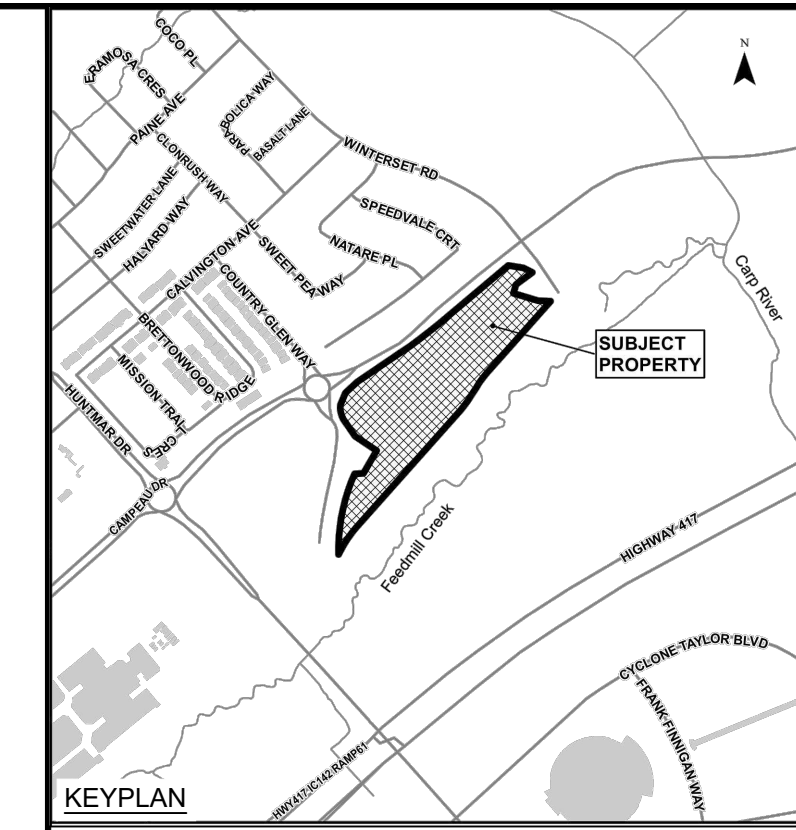 N
COCO PL
ERAMOSA CRES
PAINE AVE
PARABOLICA WAY
BASALT LANE
CLONRUSH WAY
WINTERSET RD
SWEETWATER LANE
HALYARD WAY
SPEEDVALE CRT
NATARE PL
CALVINGTON AVE
SWEET PEA WAY
COUNTRY GLEN WAY
Carp River
BRETTONWOOD RIDGE
SUBJECT
PROPERTY
MISSION TRAIL CRES
HUNTMAR DR
CAMPEAU DR
Feedmill Creek
HIGHWAY 417
CYCLONE TAYLOR BLVD
FRANK FINNIGAN WAY
HWY417 IC142 RAMP61
KEYPLAN